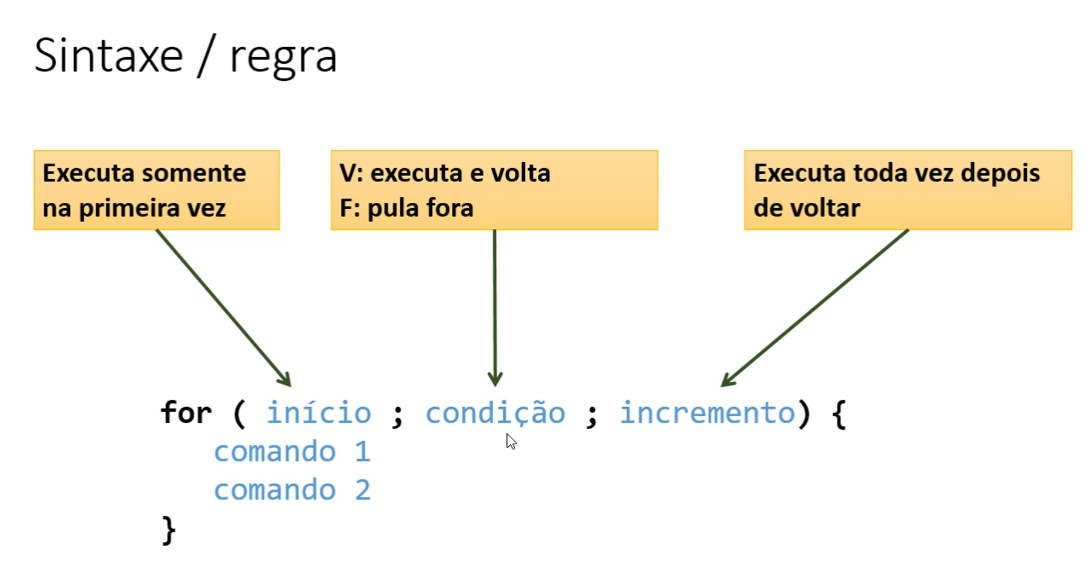 Sintaxe / regra
Executa somente
na primeira vez
V: executa e volta
F: pula fora
Executa toda vez depois
de voltar
for ( início ; condição ; incremento) {
comando 1
comando 2
}